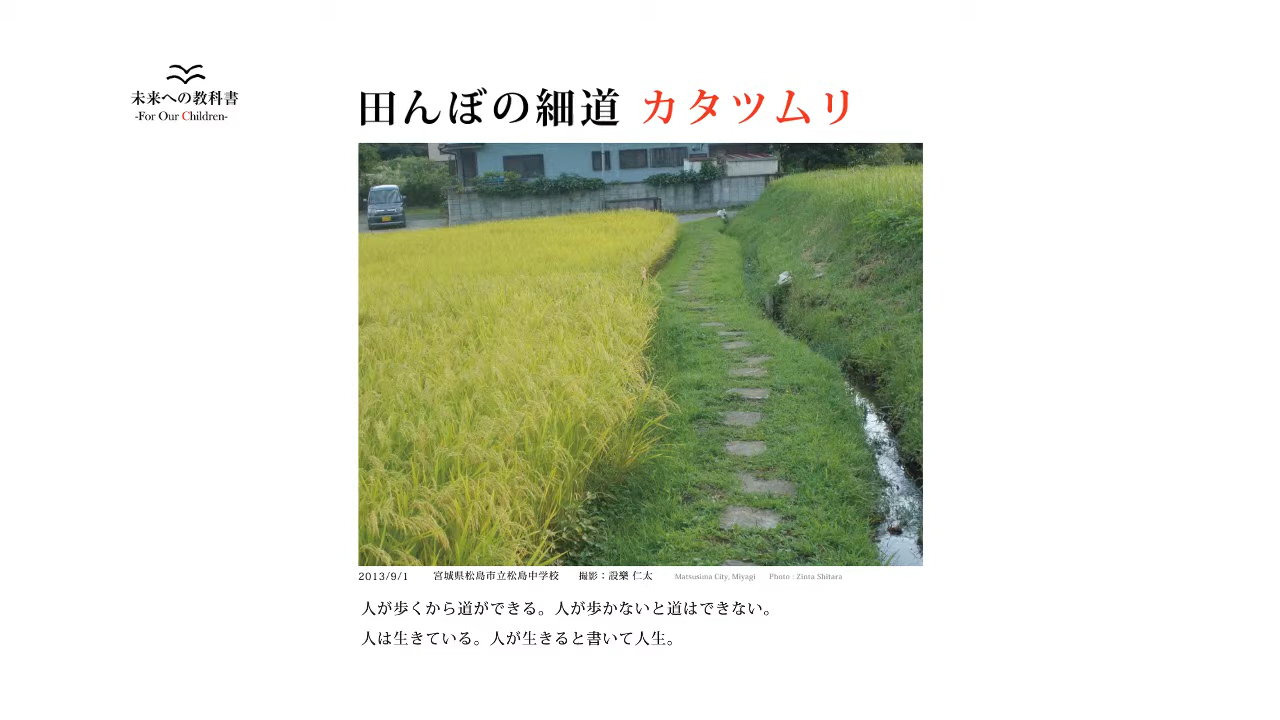 未来への教科書
-For Our Children-
田んぼの細道 カタツムリ
2013/9/1 宮城県松島市立松島中学校 撮影：設樂 仁太 Matsusima City, Miyagi Photo : Zinta Shitara
人が歩くから道ができる。人が歩かないと道はできない。
人は生きている。人が生きると書いて人生。